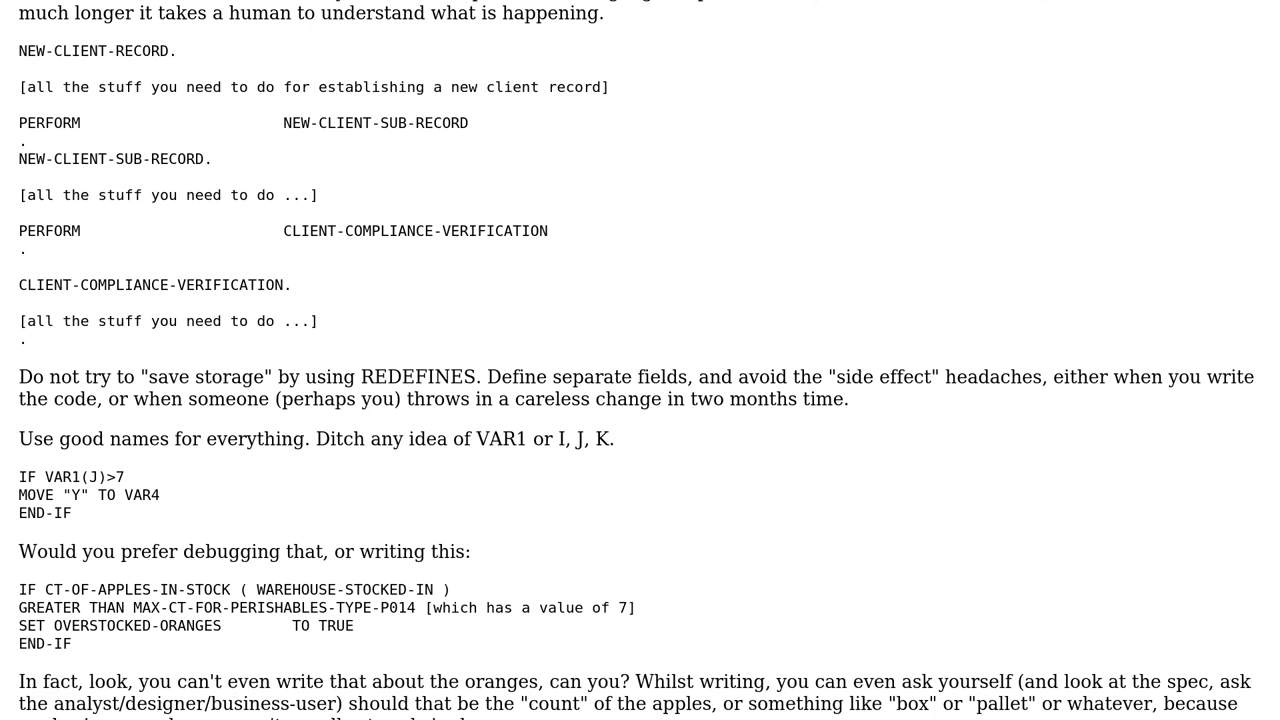 much longer it takes a human to understand what is happening.
NEW-CLIENT-RECORD.
[all the stuff you need to do for establishing a new client record]
PERFORM                       NEW-CLIENT-SUB-RECORD
.
NEW-CLIENT-SUB-RECORD.
[all the stuff you need to do ...]
PERFORM                       CLIENT-COMPLIANCE-VERIFICATION
.
CLIENT-COMPLIANCE-VERIFICATION.
[all the stuff you need to do ...]
.
Do not try to "save storage" by using REDEFINES. Define separate fields, and avoid the "side effect" headaches, either when you write
the code, or when someone (perhaps you) throws in a careless change in two months time.
Use good names for everything. Ditch any idea of VAR1 or I, J, K.
IF VAR1(J)>7
MOVE "Y" TO VAR4
END-IF
Would you prefer debugging that, or writing this:
IF CT-OF-APPLES-IN-STOCK ( WAREHOUSE-STOCKED-IN )
GREATER THAN MAX-CT-FOR-PERISHABLES-TYPE-P014 [which has a value of 7]
SET OVERSTOCKED-ORANGES        TO TRUE
END-IF
In fact, look, you can't even write that about the oranges, can you? Whilst writing, you can even ask yourself (and look at the spec, ask
the analyst/designer/business-user) should that be the "count" of the apples, or something like "box" or "pallet" or whatever, because